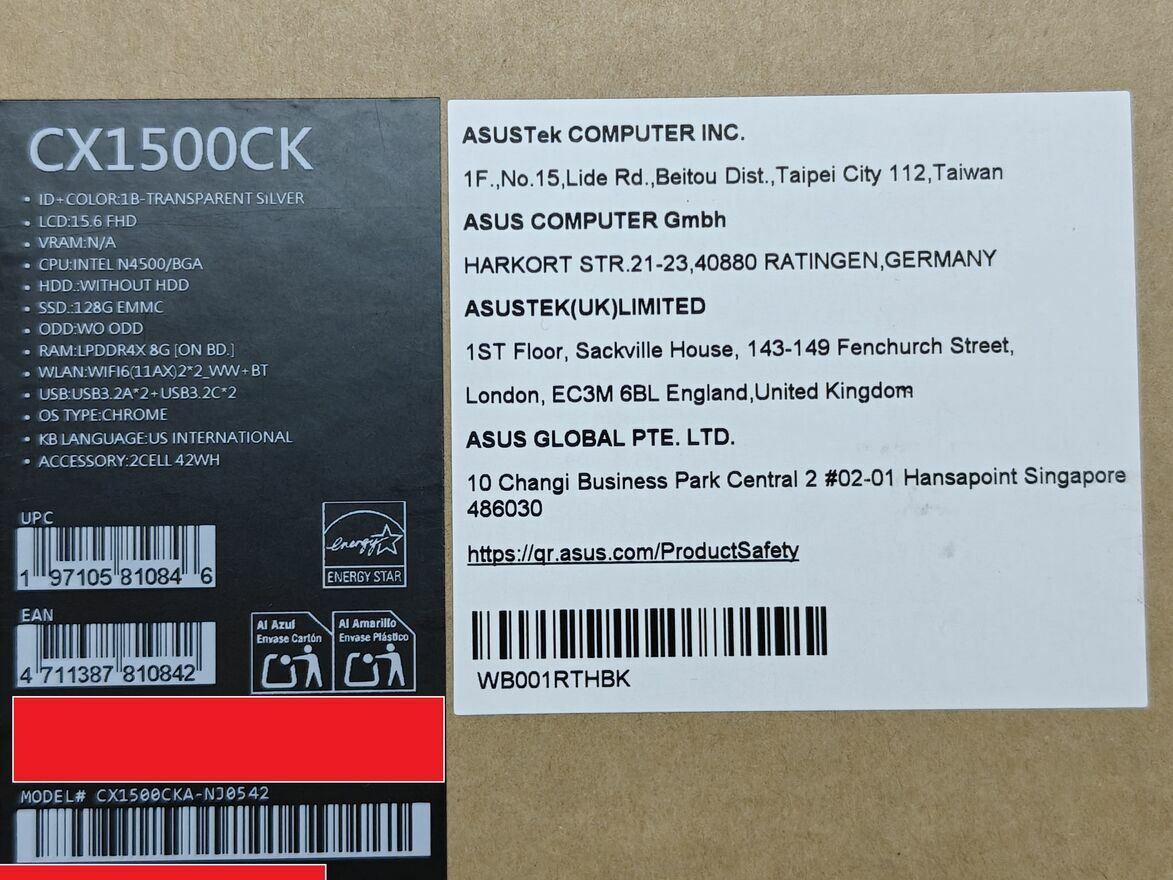 CX1500CK
• ID+COLOR:1B-TRANSPARENT SILVER
• LCD:15.6 FHD
• VRAM:N/A
• CPU:INTEL N4500/BGA
• HDD.:WITHOUT HDD
• SSD.:128G EMMC
• ODD:WO ODD
• RAM:LPDDR4X 8G [ON BD.]
• WLAN:WIFI6(11AX)2*2_WW+BT
• USB:USB3.2A*2+USB3.2C*2
• OS TYPE:CHROME
• KB LANGUAGE:US INTERNATIONAL
• ACCESSORY:2CELL 42WH
UPC
1 97105 81084 6
energy
ENERGY STAR
EAN
4 711387 810842
Al Azul
Envase Cartón
Al Amarillo
Envase Plástico
MODEL# CX1500CKA-NJ0542
ASUSTek COMPUTER INC.
1F.,No.15,Lide Rd.,Beitou Dist.,Taipei City 112,Taiwan
ASUS COMPUTER Gmbh
HARKORT STR.21-23,40880 RATINGEN,GERMANY
ASUSTEK(UK)LIMITED
1ST Floor, Sackville House, 143-149 Fenchurch Street,
London, EC3M 6BL England,United Kingdom
ASUS GLOBAL PTE. LTD.
10 Changi Business Park Central 2 #02-01 Hansapoint Singapore
486030
https://qr.asus.com/ProductSafety
WB001RTHBK